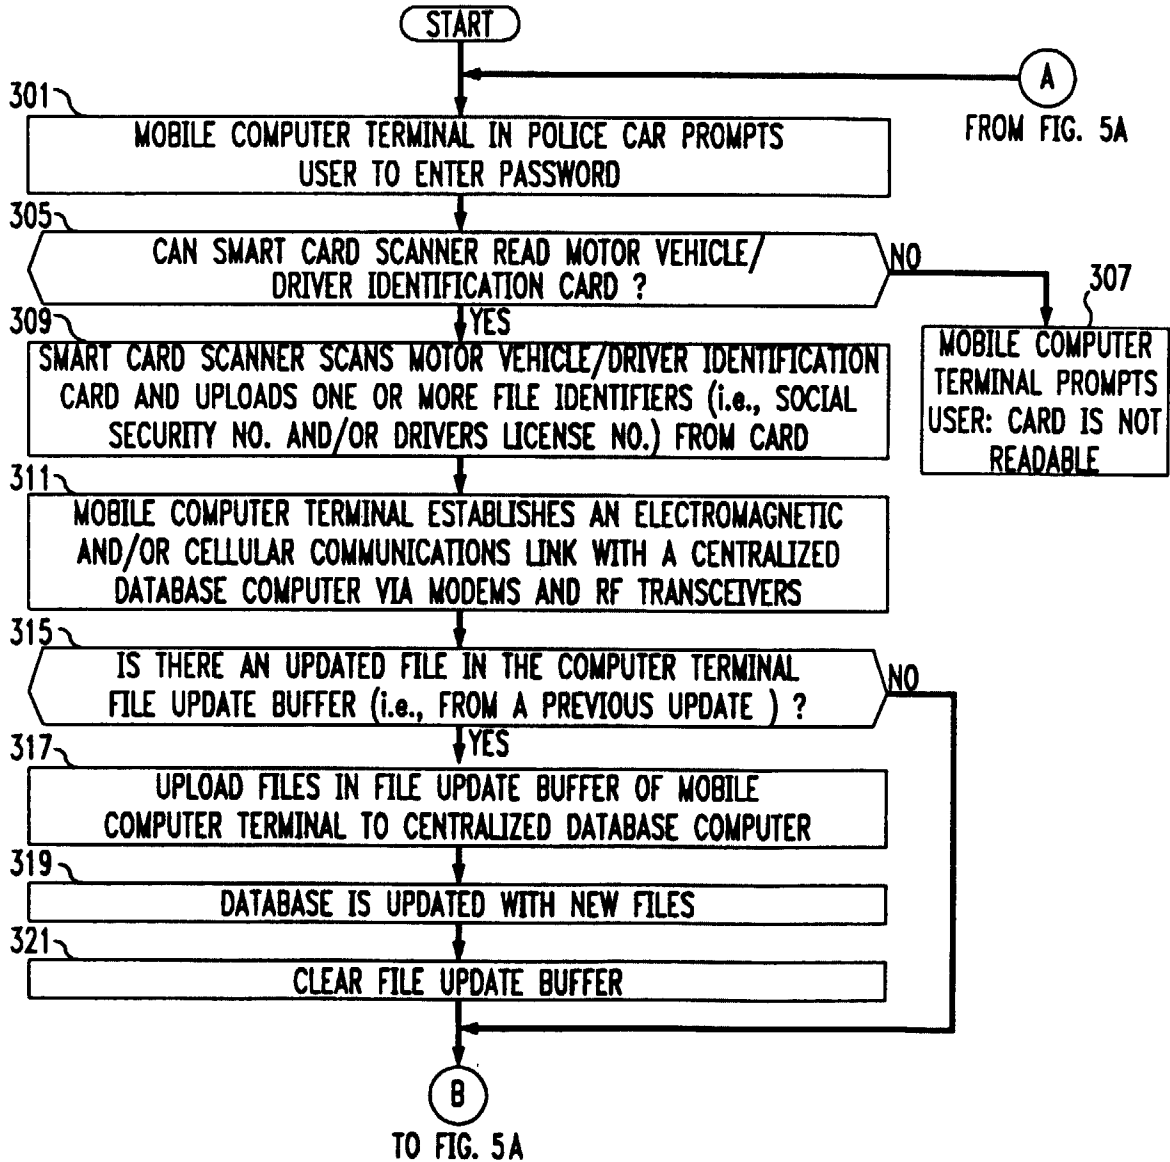 START
A
FROM FIG. 5A
301
MOBILE COMPUTER TERMINAL IN POLICE CAR PROMPTS
USER TO ENTER PASSWORD
305
CAN SMART CARD SCANNER READ MOTOR VEHICLE/
DRIVER IDENTIFICATION CARD ?
NO
YES
307
MOBILE COMPUTER
TERMINAL PROMPTS
USER: CARD IS NOT
READABLE
309
SMART CARD SCANNER SCANS MOTOR VEHICLE/DRIVER IDENTIFICATION
CARD AND UPLOADS ONE OR MORE FILE IDENTIFIERS (i.e., SOCIAL
SECURITY NO. AND/OR DRIVERS LICENSE NO.) FROM CARD
311
MOBILE COMPUTER TERMINAL ESTABLISHES AN ELECTROMAGNETIC
AND/OR CELLULAR COMMUNICATIONS LINK WITH A CENTRALIZED
DATABASE COMPUTER VIA MODEMS AND RF TRANSCEIVERS
315
IS THERE AN UPDATED FILE IN THE COMPUTER TERMINAL
FILE UPDATE BUFFER (i.e., FROM A PREVIOUS UPDATE ) ?
NO
YES
317
UPLOAD FILES IN FILE UPDATE BUFFER OF MOBILE
COMPUTER TERMINAL TO CENTRALIZED DATABASE COMPUTER
319
DATABASE IS UPDATED WITH NEW FILES
321
CLEAR FILE UPDATE BUFFER
B
TO FIG. 5A